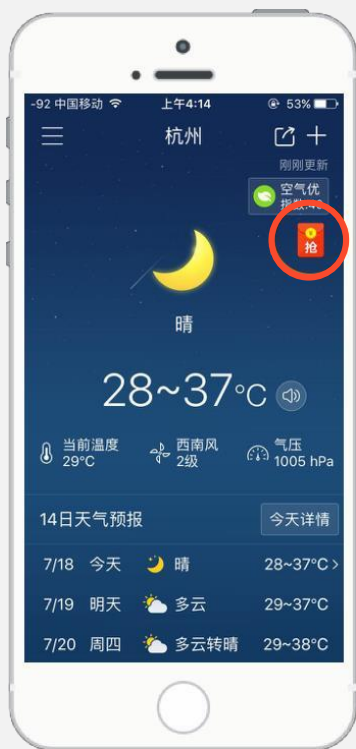 -92 中国移动 上午4:14 53%
杭州
刚刚更新
空气优
指数:40
抢
晴
28~37°C
当前温度 西南风 气压
29°C 2级 1005 hPa
14日天气预报 今天详情
7/18 今天 晴 28~37°C >
7/19 明天 多云 29~37°C
7/20 周四 多云转晴 29~38°C